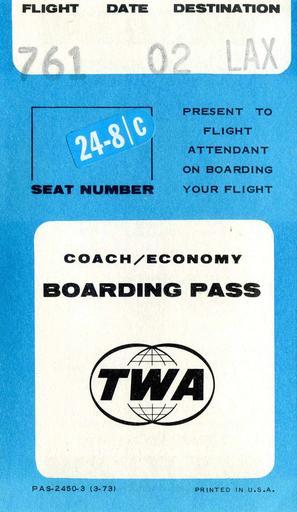 FLIGHT DATE DESTINATION
761 02 LAX
24-8/C
SEAT NUMBER
PRESENT TO
FLIGHT
ATTENDANT
ON BOARDING
YOUR FLIGHT
COACH/ECONOMY
BOARDING PASS
TWA
PAS-2450-3 (3-73) PRINTED IN U.S.A.